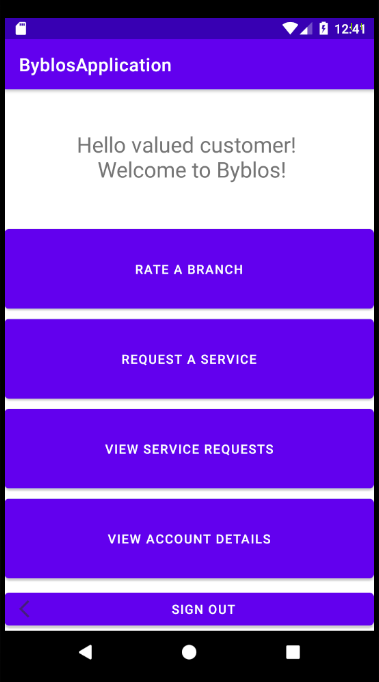 12:41
ByblosApplication
Hello valued customer!
Welcome to Byblos!
RATE A BRANCH
REQUEST A SERVICE
VIEW SERVICE REQUESTS
VIEW ACCOUNT DETAILS
SIGN OUT